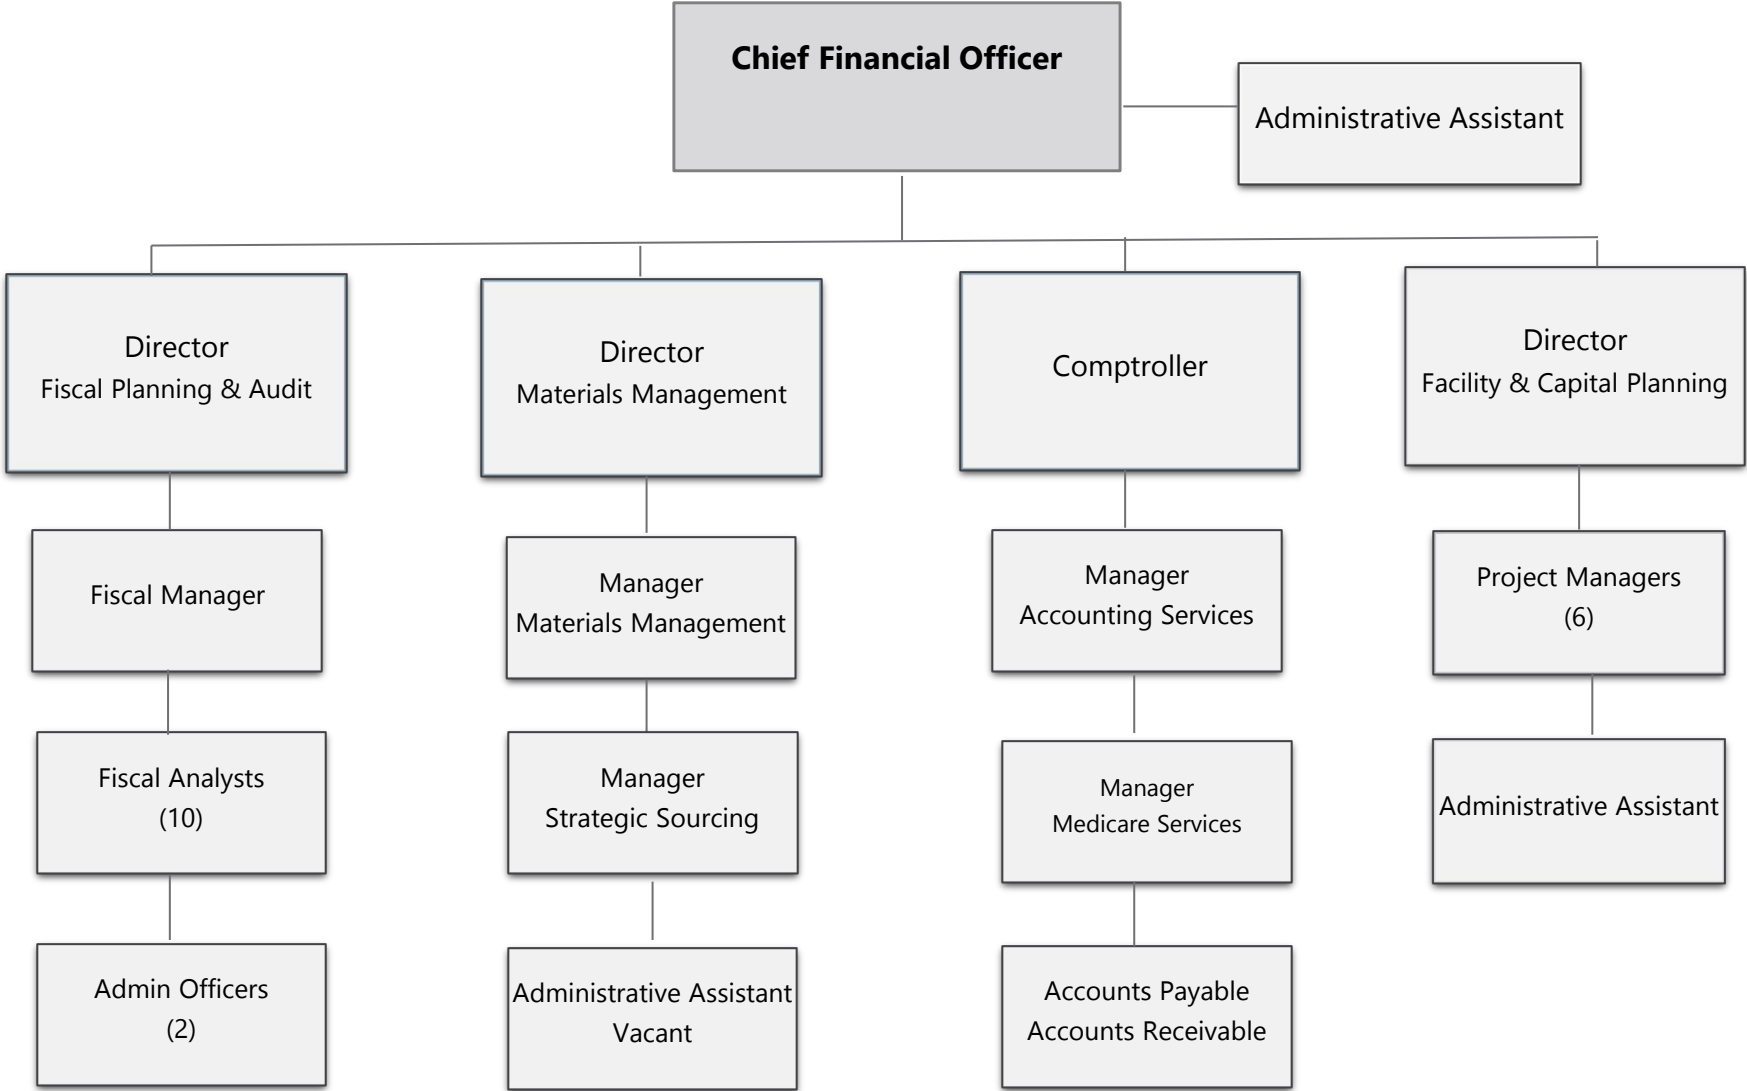 Chief Financial Officer
Administrative Assistant
Director
Fiscal Planning & Audit
Director
Materials Management
Comptroller
Director
Facility & Capital Planning
Fiscal Manager
Manager
Materials Management
Manager
Accounting Services
Project Managers
(6)
Fiscal Analysts
(10)
Manager
Strategic Sourcing
Manager
Medicare Services
Administrative Assistant
Admin Officers
(2)
Administrative Assistant
Vacant
Accounts Payable
Accounts Receivable